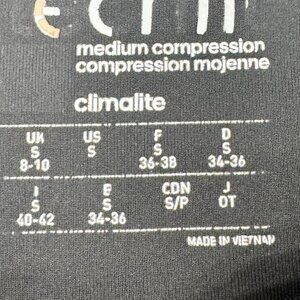 medium compression
compression mojenne
climalite
UK US F D
S S S S
8-10 36-38 34-36
I E CDN J
S S S/P OT
40-42 34-36
MADE IN VIETNAM